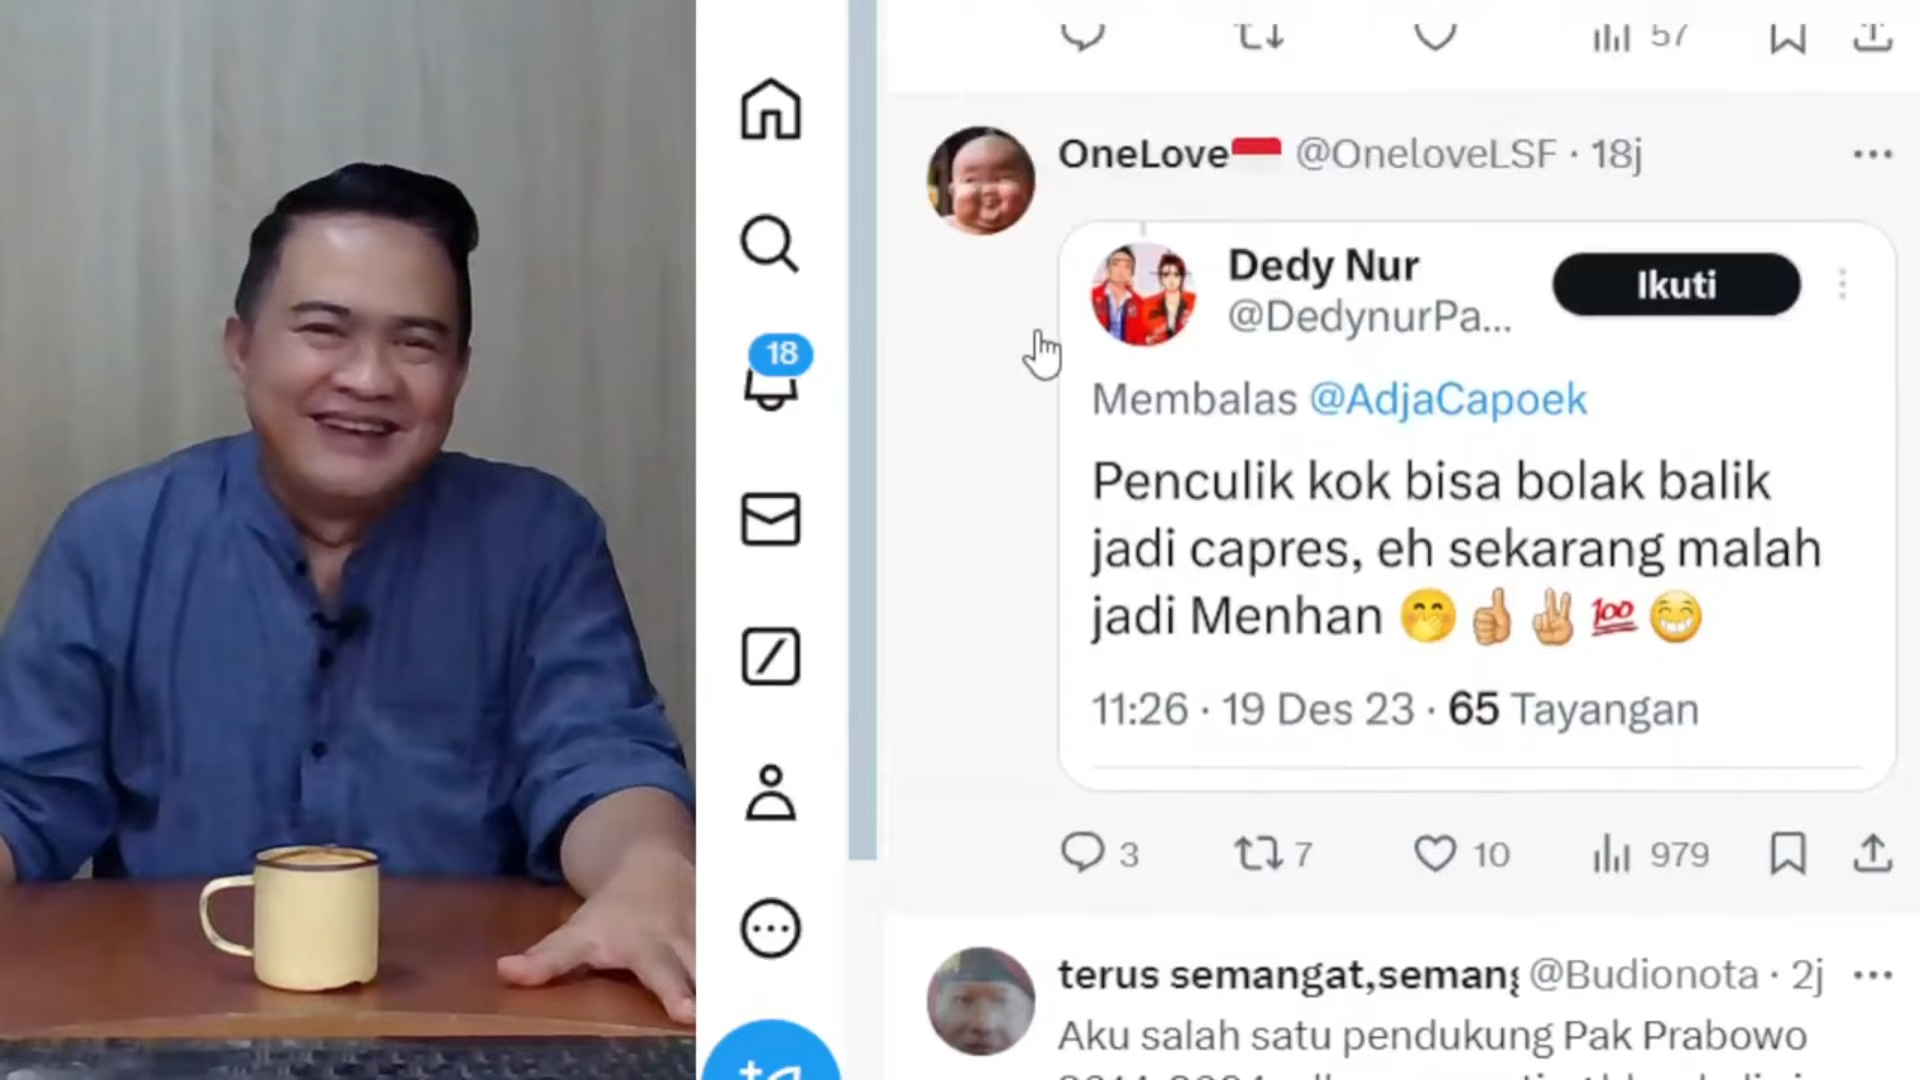 57
OneLove @OneloveLSF · 18j
Dedy Nur
Ikuti
@DedynurPa...
18
Membalas @AdjaCapoek
Penculik kok bisa bolak balik
jadi capres, eh sekarang malah
jadi Menhan 🤭👍✌💯😁
11:26 · 19 Des 23 · 65 Tayangan
3 7 10 979
terus semangat,semang @Budionota · 2j
Aku salah satu pendukung Pak Prabowo